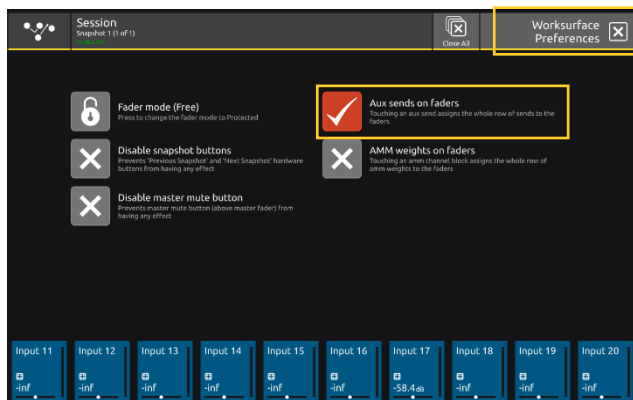 Session
Snapshot 1 (1 of 1)
Close All
Worksurface
Preferences
Fader mode (Free)
Press to change the fader mode to Protected
Aux sends on faders
Touching an aux send assigns the whole row of sends to the
faders
Disable snapshot
buttons
Prevents 'Previous Snapshot' and 'Next Snapshot' hardware
buttons from having any effect
AMM weights on
faders
Touching an amm channel block assigns the whole row of
amm weights to the faders
Disable master mute button
Prevents master mute button (above master fader) from
having any effect
Input 11 Input 12 Input 13 Input 14 Input 15 Input 16 Input 17 Input 18 Input 19 Input 20
-inf -inf -inf -inf -inf -inf -58.4dB -inf -inf -inf